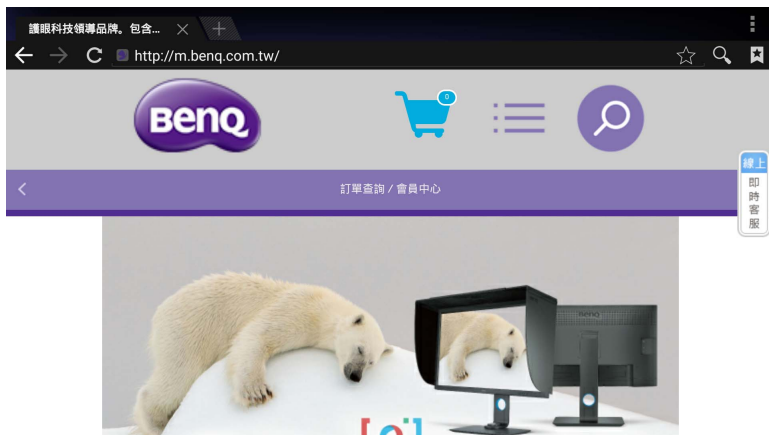 護眼科技領導品牌。包含...
http://m.benq.com.tw/
BenQ
0
訂單查詢 / 會員中心
線上
即
時
客
服
BenQ